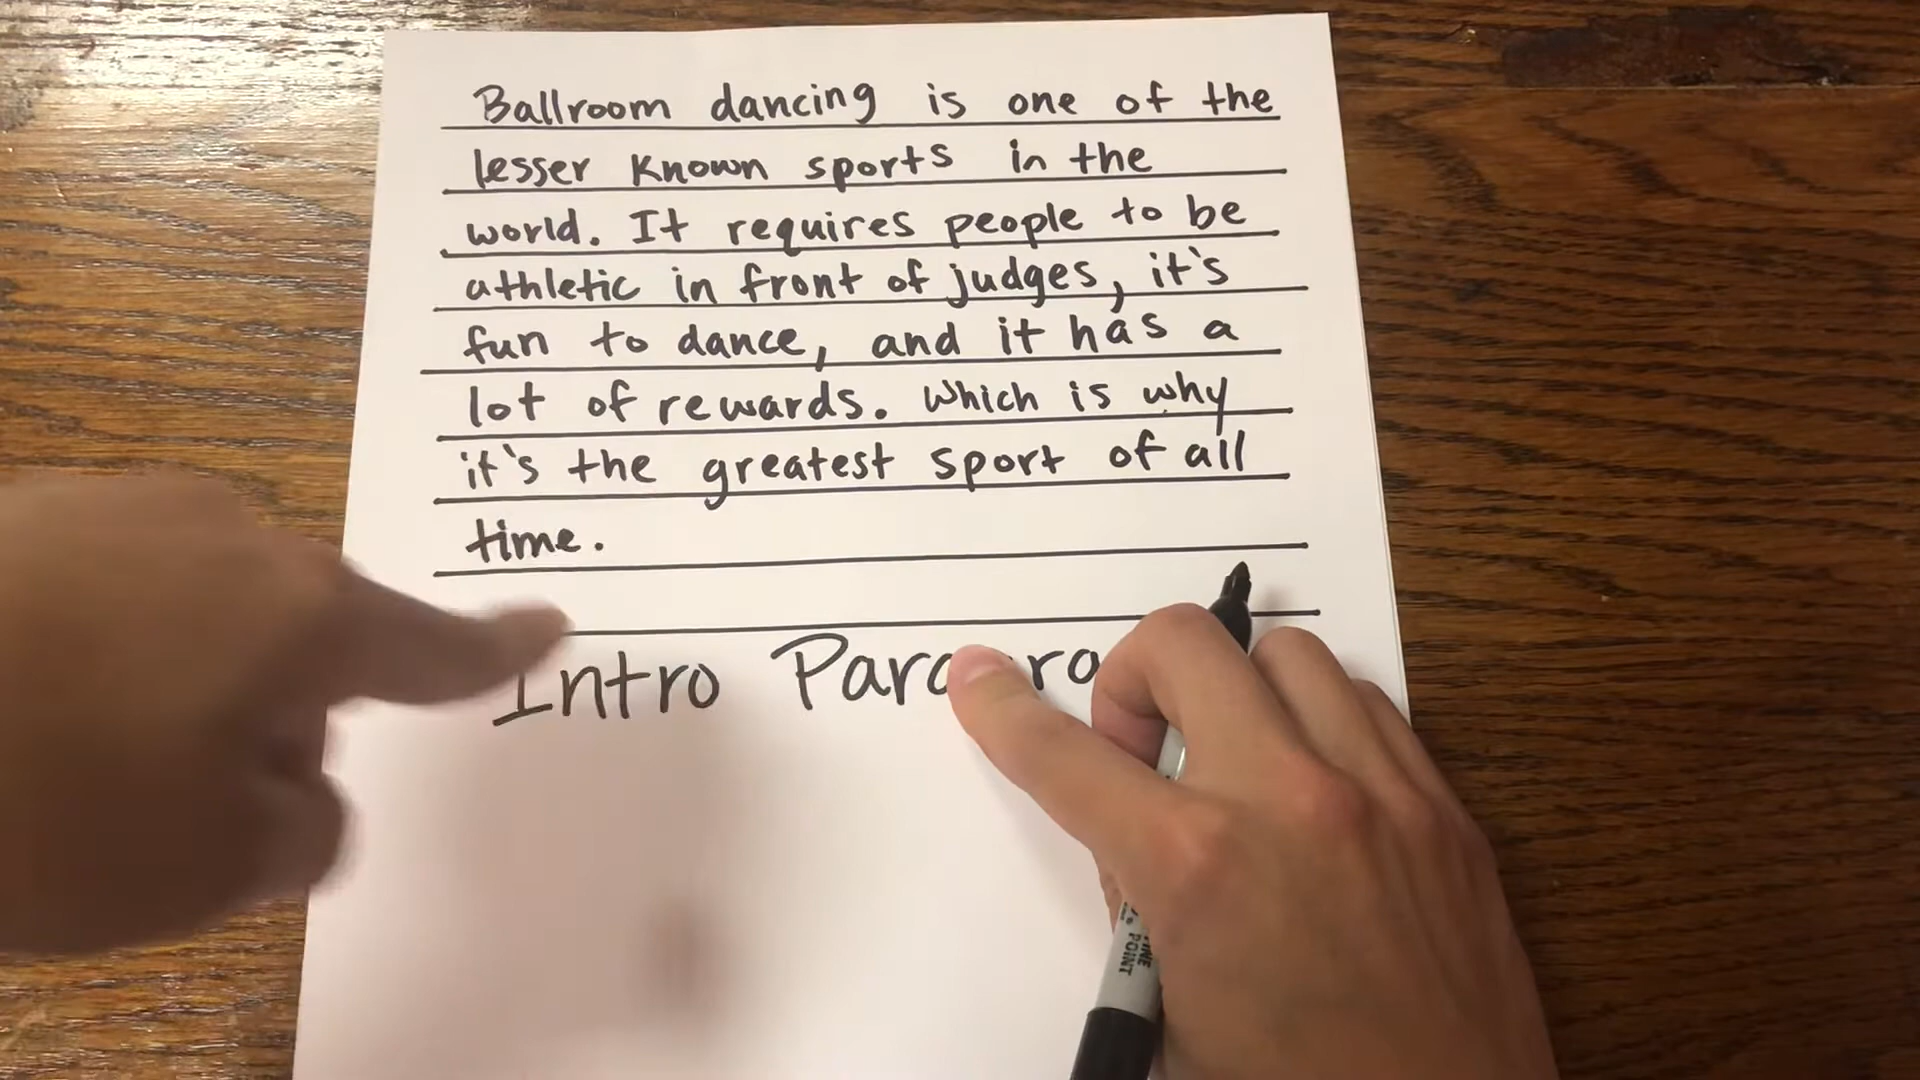 Ballroom dancing is one of the
lesser known sports in the
world. It requires people to be
athletic in front of judges, it's
fun to dance, and it has a
lot of rewards. Which is why
it's the greatest sport of all
time.
Intro
FINE
POINT